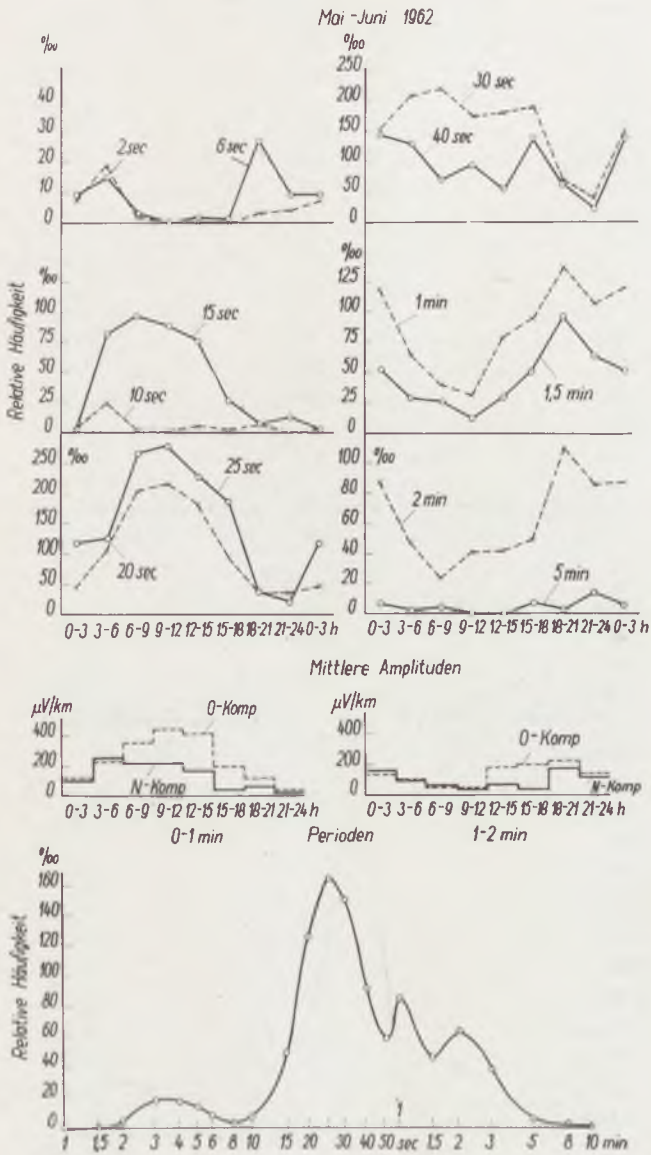 Mai-Juni 1962
‰
40
30
20
10
0
2 sec
6 sec
‰
250
200
150
100
50
0
30 sec
40 sec
Relative Häufigkeit
‰
100
75
50
25
0
15 sec
10 sec
‰
125
100
75
50
25
0
1 min
1,5 min
‰
250
200
150
100
50
0
25 sec
20 sec
‰
100
80
60
40
20
0
2 min
5 min
0-3 3-6 6-9 9-12 12-15 15-18 18-21 21-24 0-3 h
0-3 3-6 6-9 9-12 12-15 15-18 18-21 21-24 0-3 h
Mittlere Amplituden
µV/km
400
200
0
O-Komp
N-Komp
µV/km
400
200
0
O-Komp
N-Komp
0-3 3-6 6-9 9-12 12-15 15-18 18-21 21-24 h
0-3 3-6 6-9 9-12 12-15 15-18 18-21 21-24 h
0-1 min Perioden 1-2 min
‰
160
140
120
100
80
60
40
20
0
Relative Häufigkeit
1
1 1,5 2 3 4 5 6 8 10 15 20 30 40 50 sec 1,5 2 3 5 8 10 min